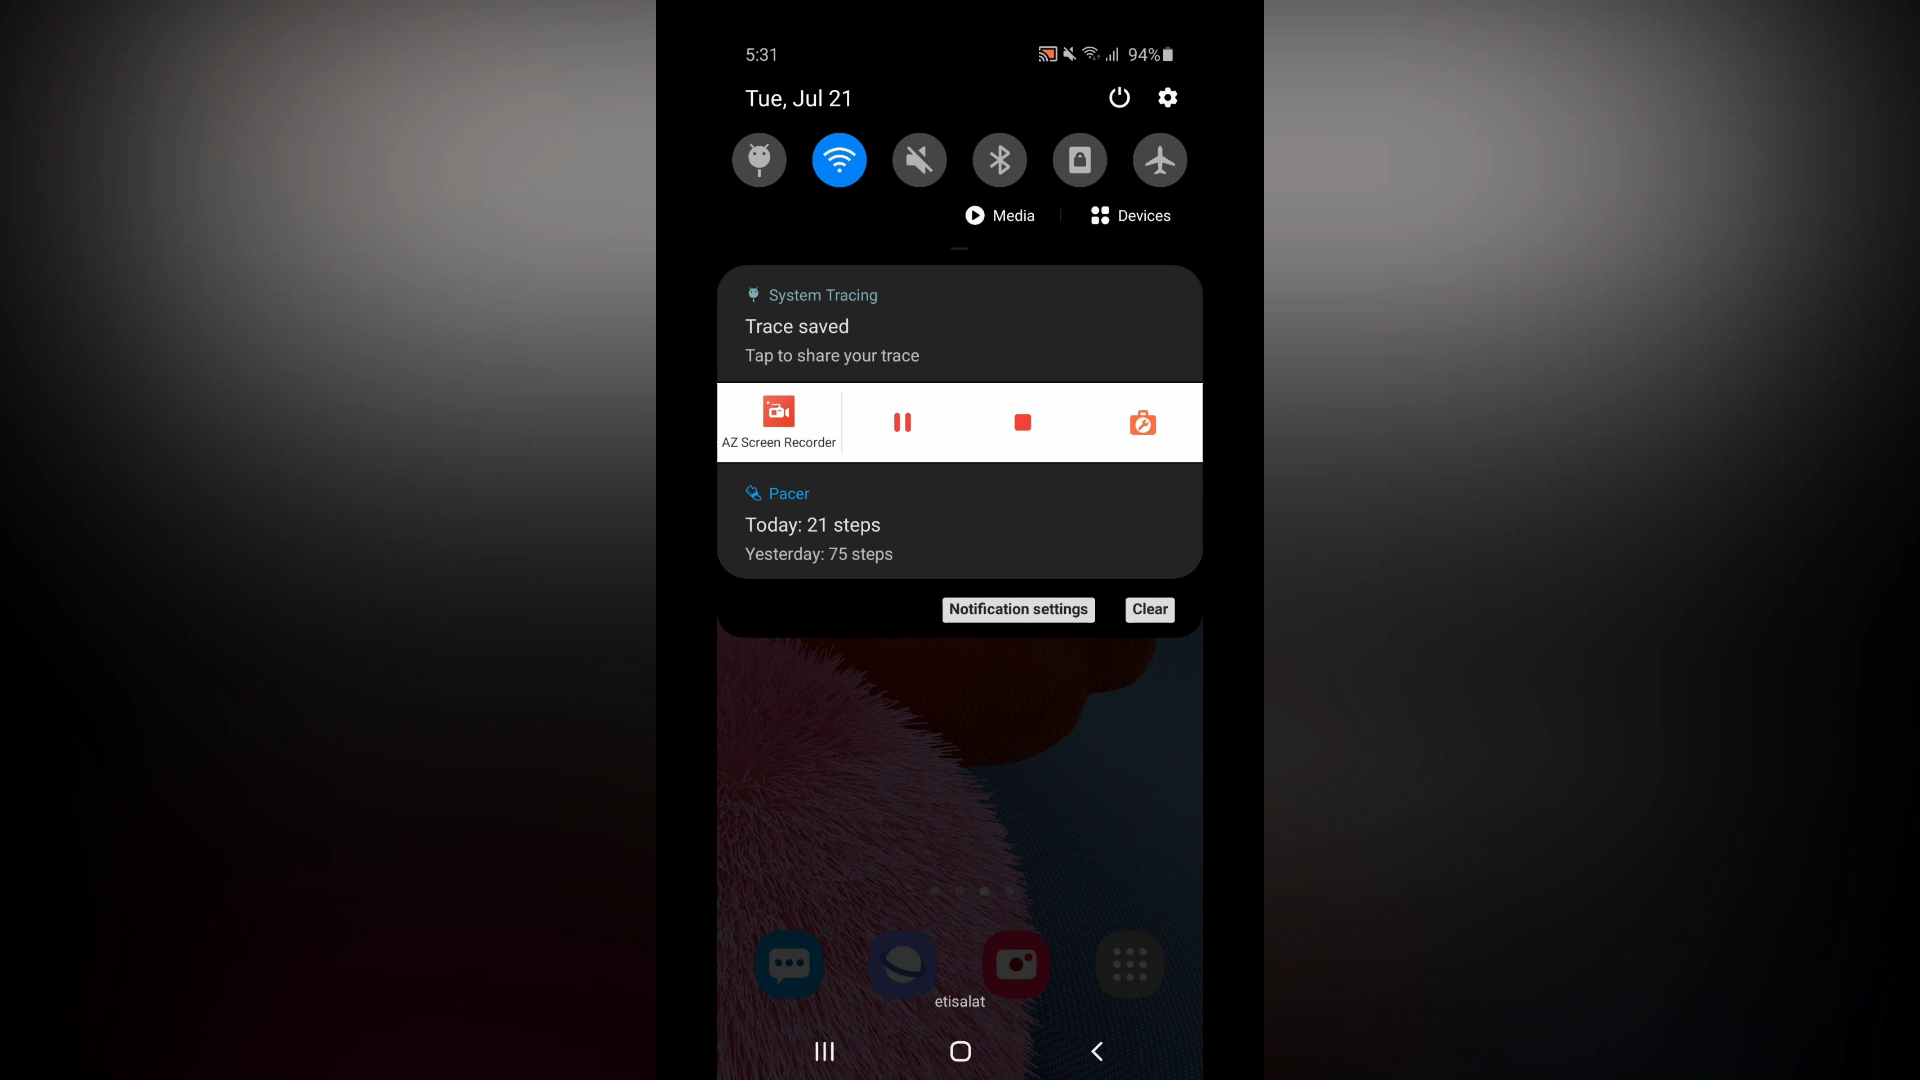 5:31
94%
Tue, Jul 21
Media
Devices
System Tracing
Trace saved
Tap to share your trace
AZ Screen Recorder
Pacer
Today: 21 steps
Yesterday: 75 steps
Notification settings
Clear
etisalat